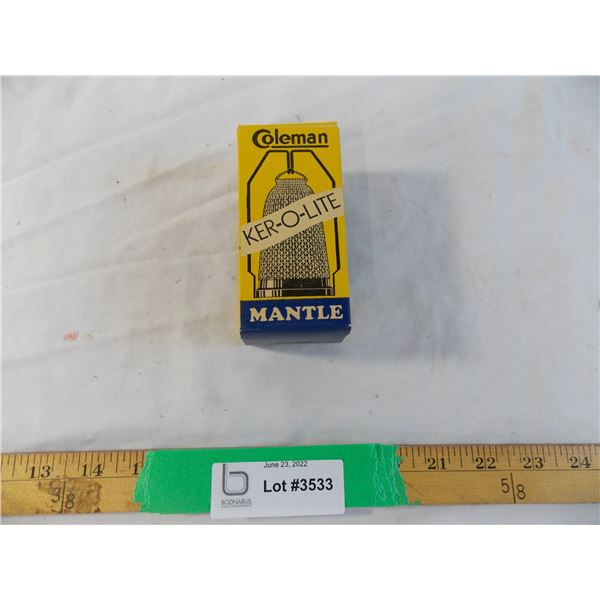 Coleman
KER-O-LITE
MANTLE
13 14 21 22 23 24
3/8 5/8
June 23, 2022
Lot #3533
BODNARUS